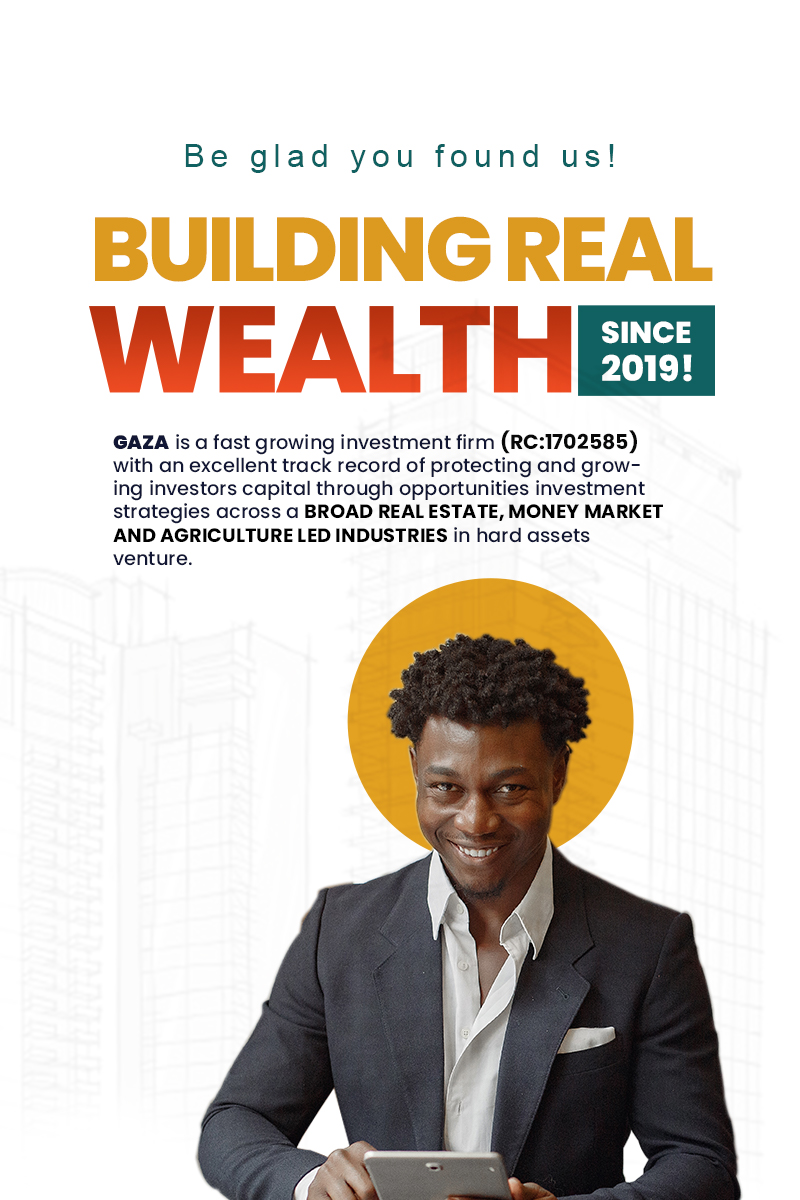 Be glad you found us!
BUILDING REAL
WEALTH
SINCE
2019!
GAZA is a fast growing investment firm (RC:1702585)
with an excellent track record of protecting and grow-
ing investors capital through opportunities investment
strategies across a BROAD REAL ESTATE, MONEY MARKET
AND AGRICULTURE LED INDUSTRIES in hard assets
venture.